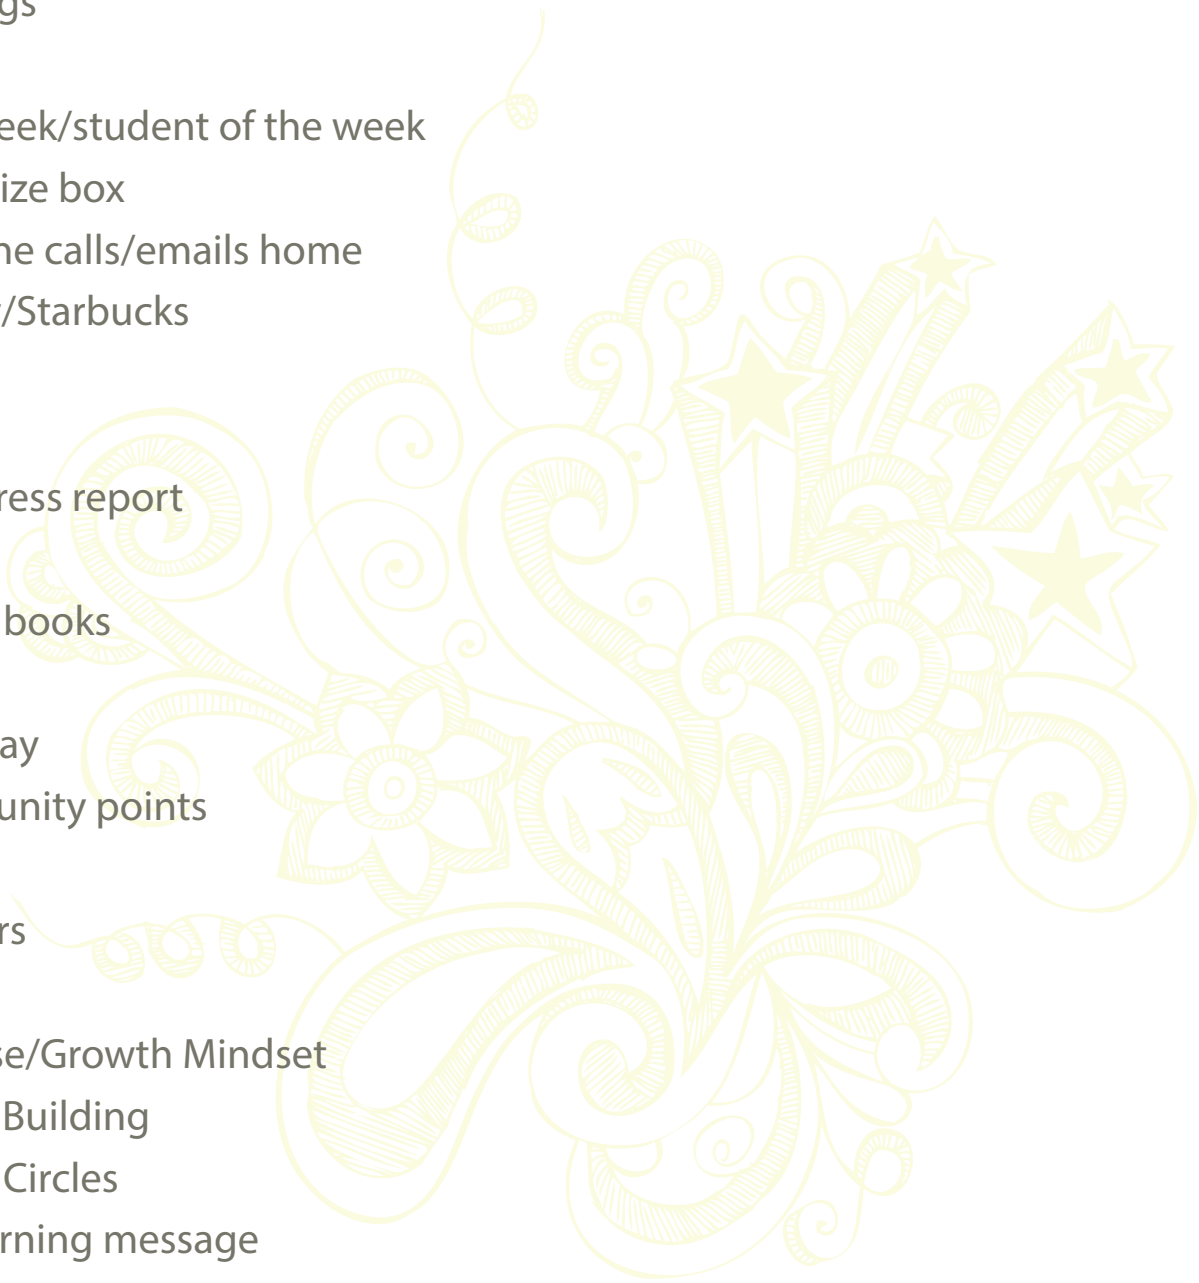 gs
eek/student of the week
ize box
ne calls/emails home
/Starbucks
ress report
books
ay
unity points
rs
se/Growth Mindset
Building
Circles
rning message